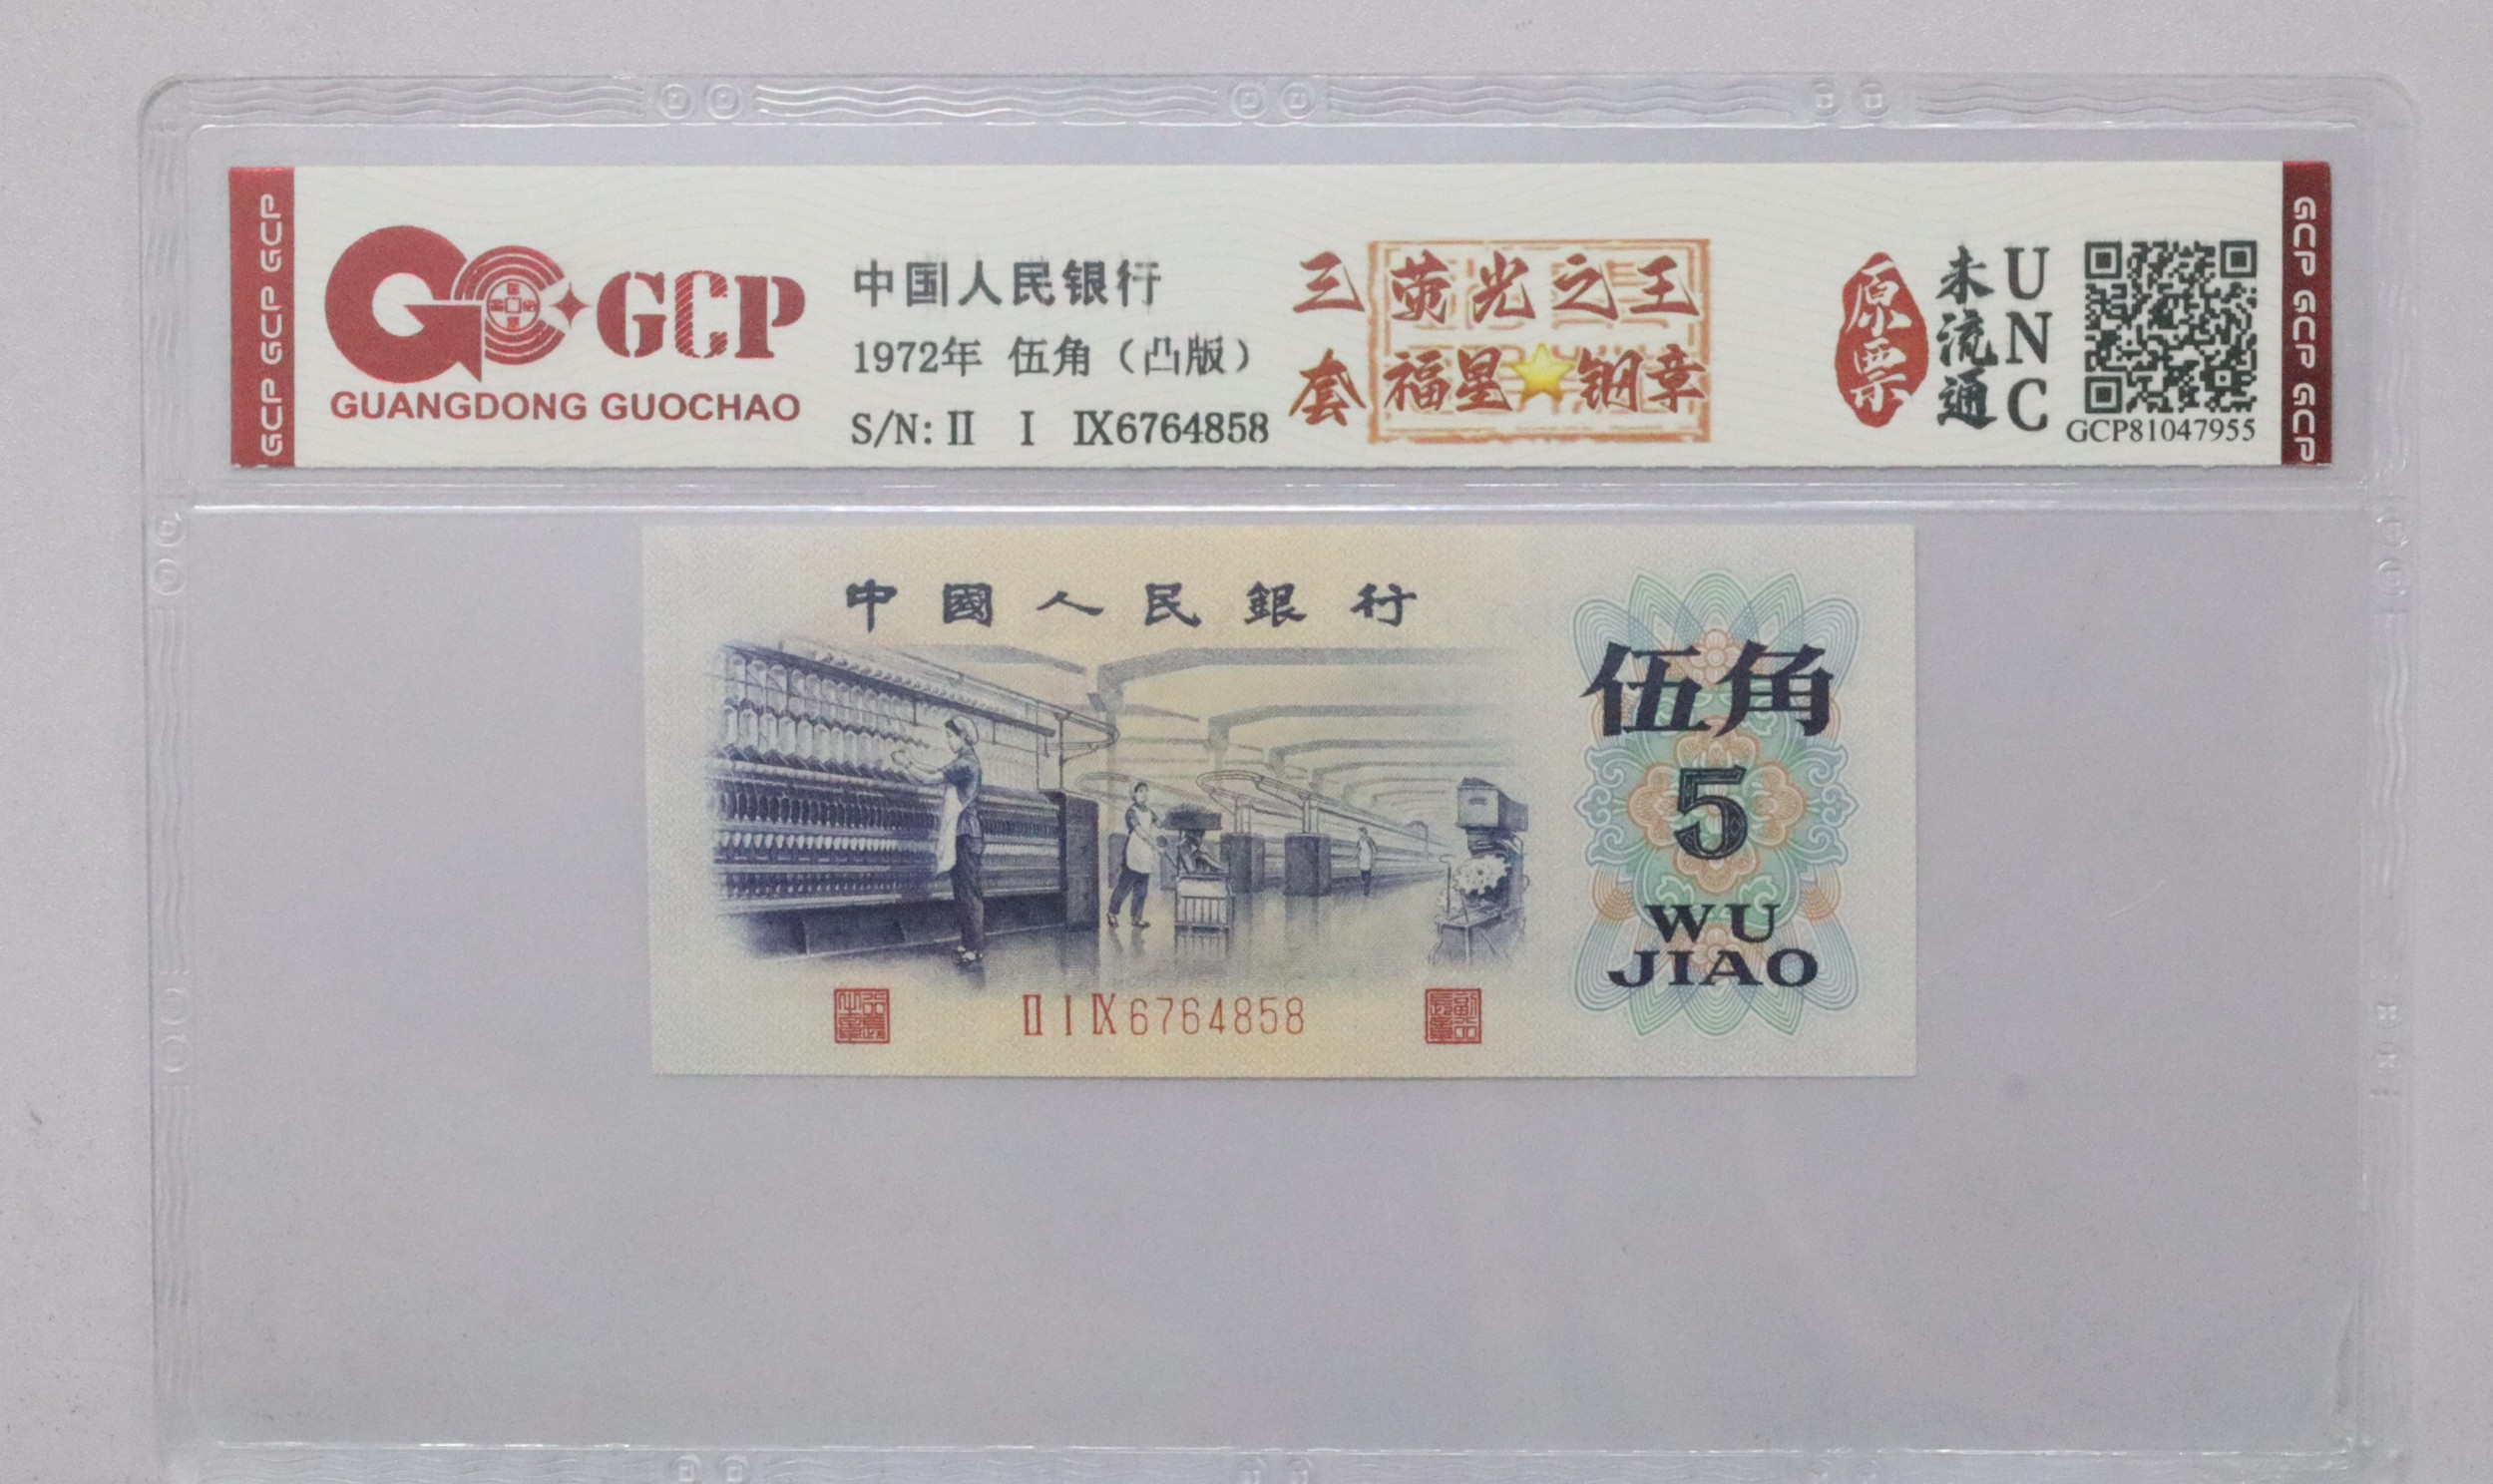 GCP GCP GCP
GCP
GUANGDONG GUOCHAO
中国人民银行
1972年 伍角（凸版）
S/N: Ⅱ Ⅰ Ⅸ6764858
三套
荧光之王
福星⭐钢章
原票
未流通
UNC
GCP81047955
GCP GCP GCP
中國人民銀行
伍角
5
WU
JIAO
ⅡⅠⅨ6764858